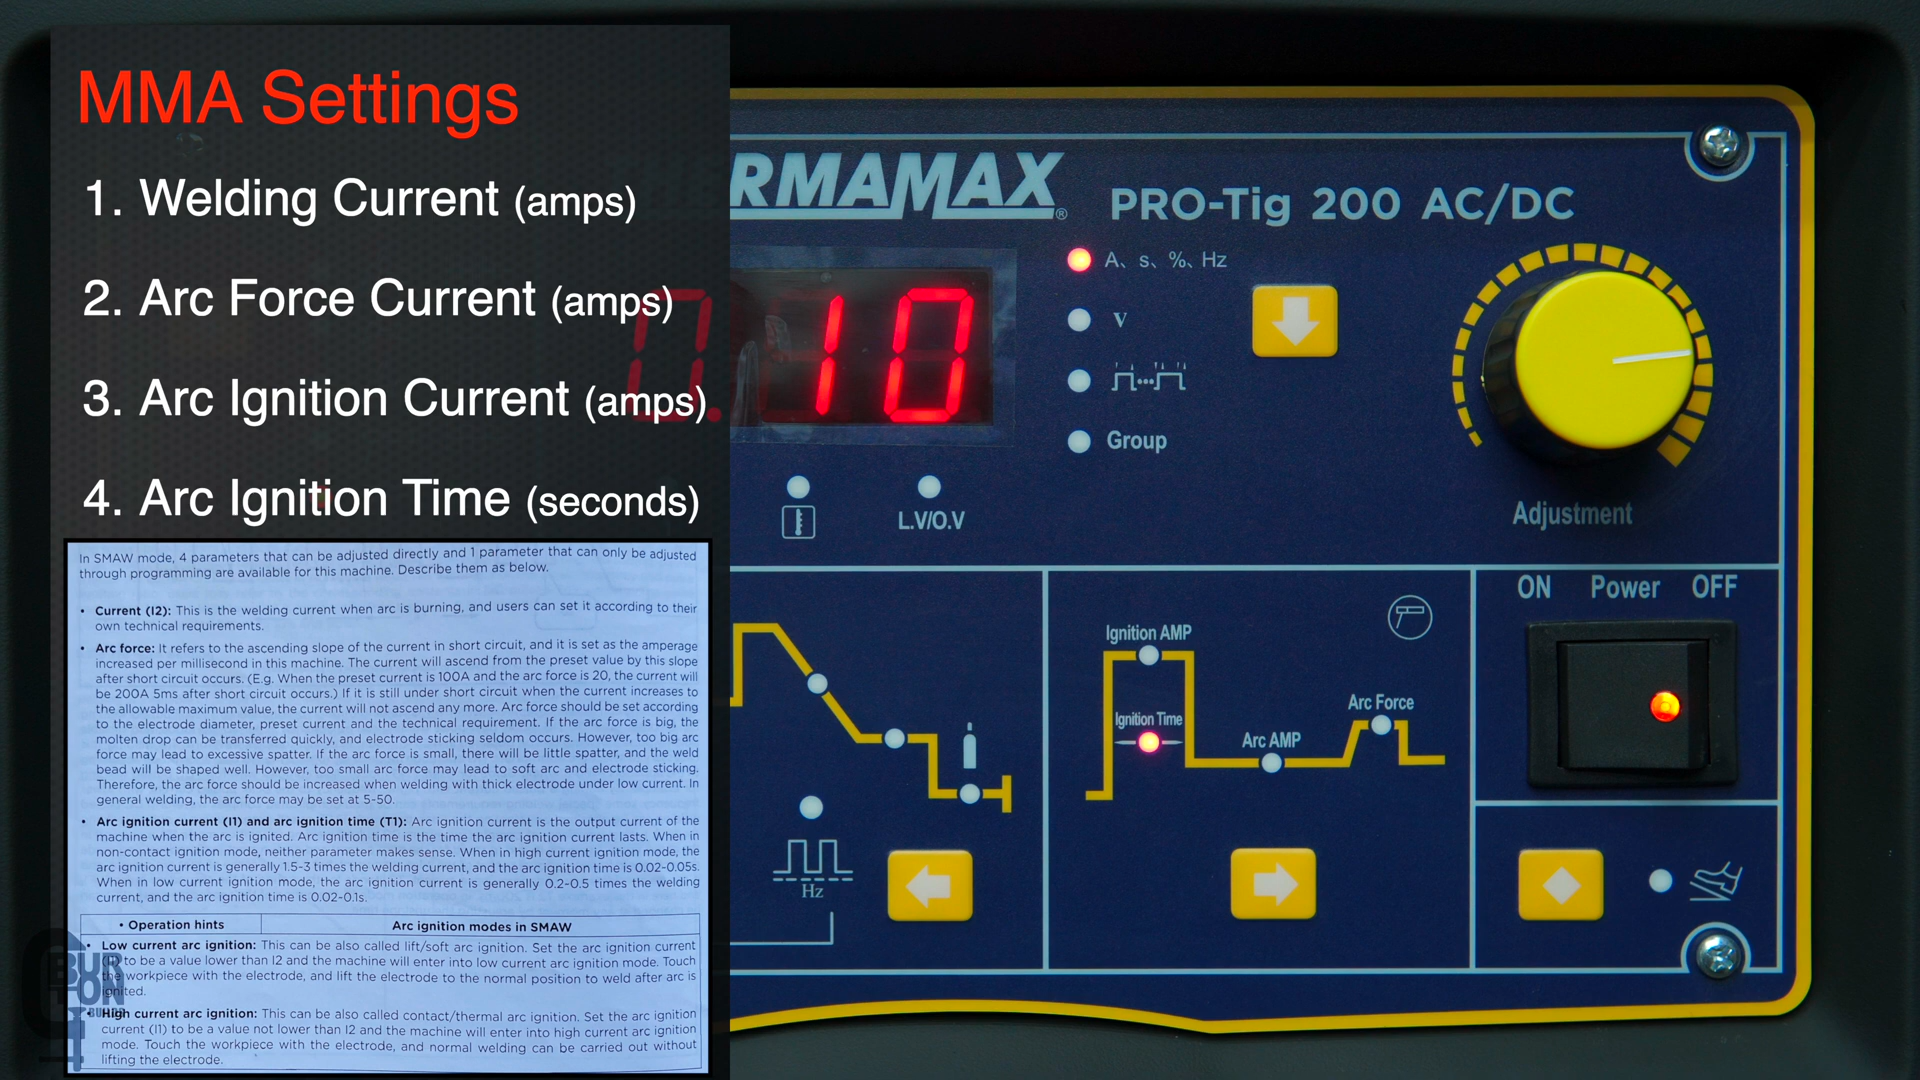 MMA Settings
1. Welding Current (amps)
2. Arc Force Current (amps)
3. Arc Ignition Current (amps)
4. Arc Ignition Time (seconds)
In SMAW mode, 4 parameters that can be adjusted directly and 1 parameter that can only be adjusted
through programming are available for this machine. Describe them as below.
• Current (I2): This is the welding current when arc is burning, and users can set it according to their
own technical requirements.
• Arc force: It refers to the ascending slope of the current in short circuit, and it is set as the amperage
increased per millisecond in this machine. The current will ascend from the preset value by this slope
after short circuit occurs. (E.g. When the preset current is 100A and the arc force is 20, the current will
be 200A 5ms after short circuit occurs.) If it is still under short circuit when the current increases to
the allowable maximum value, the current will not ascend any more. Arc force should be set according
to the electrode diameter, preset current and the technical requirement. If the arc force is big, the
molten drop can be transferred quickly, and electrode sticking seldom occurs. However, too big arc
force may lead to excessive spatter. If the arc force is small, there will be little spatter, and the weld
bead will be shaped well. However, too small arc force may lead to soft arc and electrode sticking.
Therefore, the arc force should be increased when welding with thick electrode under low current. In
general welding, the arc force may be set at 5-50.
• Arc ignition current (I1) and arc ignition time (T1): Arc ignition current is the output current of the
machine when the arc is ignited. Arc ignition time is the time the arc ignition current lasts. When in
non-contact ignition mode, neither parameter makes sense. When in high current ignition mode, the
arc ignition current is generally 1.5-3 times the welding current, and the arc ignition time is 0.02-0.05s.
When in low current ignition mode, the arc ignition current is generally 0.2-0.5 times the welding
current, and the arc ignition time is 0.02-0.1s.
• Operation hints Arc ignition modes in SMAW
• Low current arc ignition: This can be also called lift/soft arc ignition. Set the arc ignition current
to be a value lower than I2 and the machine will enter into low current arc ignition mode. Touch
the workpiece with the electrode, and lift the electrode to the normal position to weld after arc is
ignited.
• High current arc ignition: This can be also called contact/thermal arc ignition. Set the arc ignition
current (I1) to be a value not lower than I2 and the machine will enter into high current arc ignition
mode. Touch the workpiece with the electrode, and normal welding can be carried out without
lifting the electrode.
BURTON
BUILD
RMAMAX®
PRO-Tig 200 AC/DC
0.10
A、s、%、Hz
V
Group
L.V/O.V
Adjustment
Hz
Ignition AMP
Ignition Time
Arc AMP
Arc Force
ON Power OFF